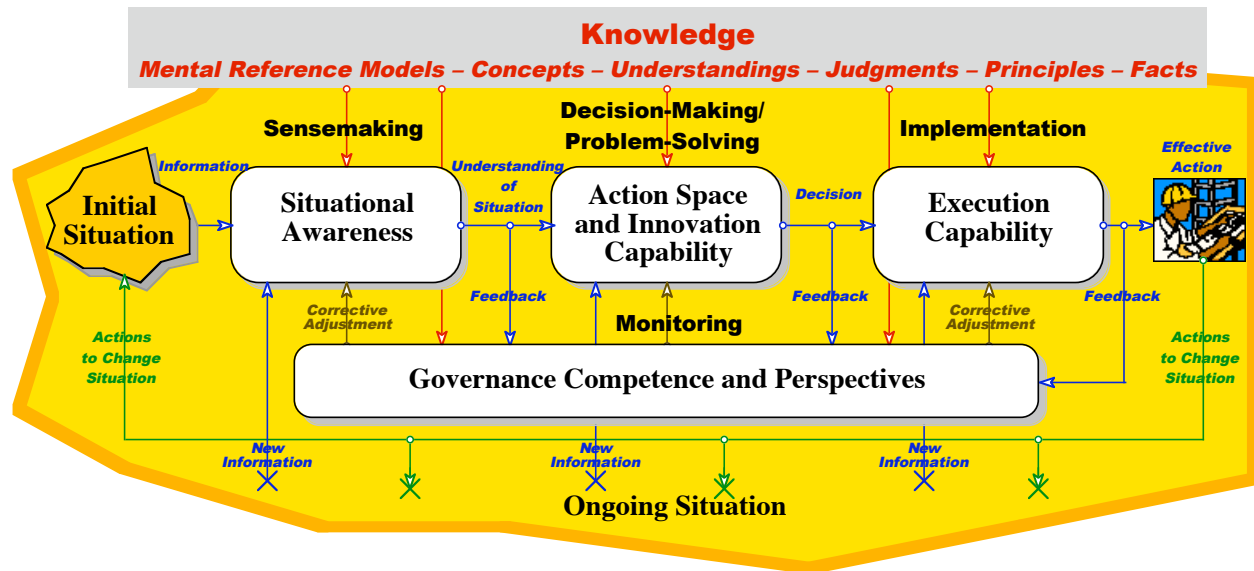 Knowledge
Mental Reference Models – Concepts – Understandings – Judgments – Principles – Facts
Sensemaking
Decision-Making/
Problem-Solving
Implementation
Information
Understanding
of
Situation
Decision
Effective
Action
Initial
Situation
Situational
Awareness
Action Space
and Innovation
Capability
Execution
Capability
Feedback
Feedback
Feedback
Corrective
Adjustment
Monitoring
Corrective
Adjustment
Actions
to Change
Situation
Actions
to Change
Situation
Governance Competence and Perspectives
New
Information
New
Information
New
Information
Ongoing Situation